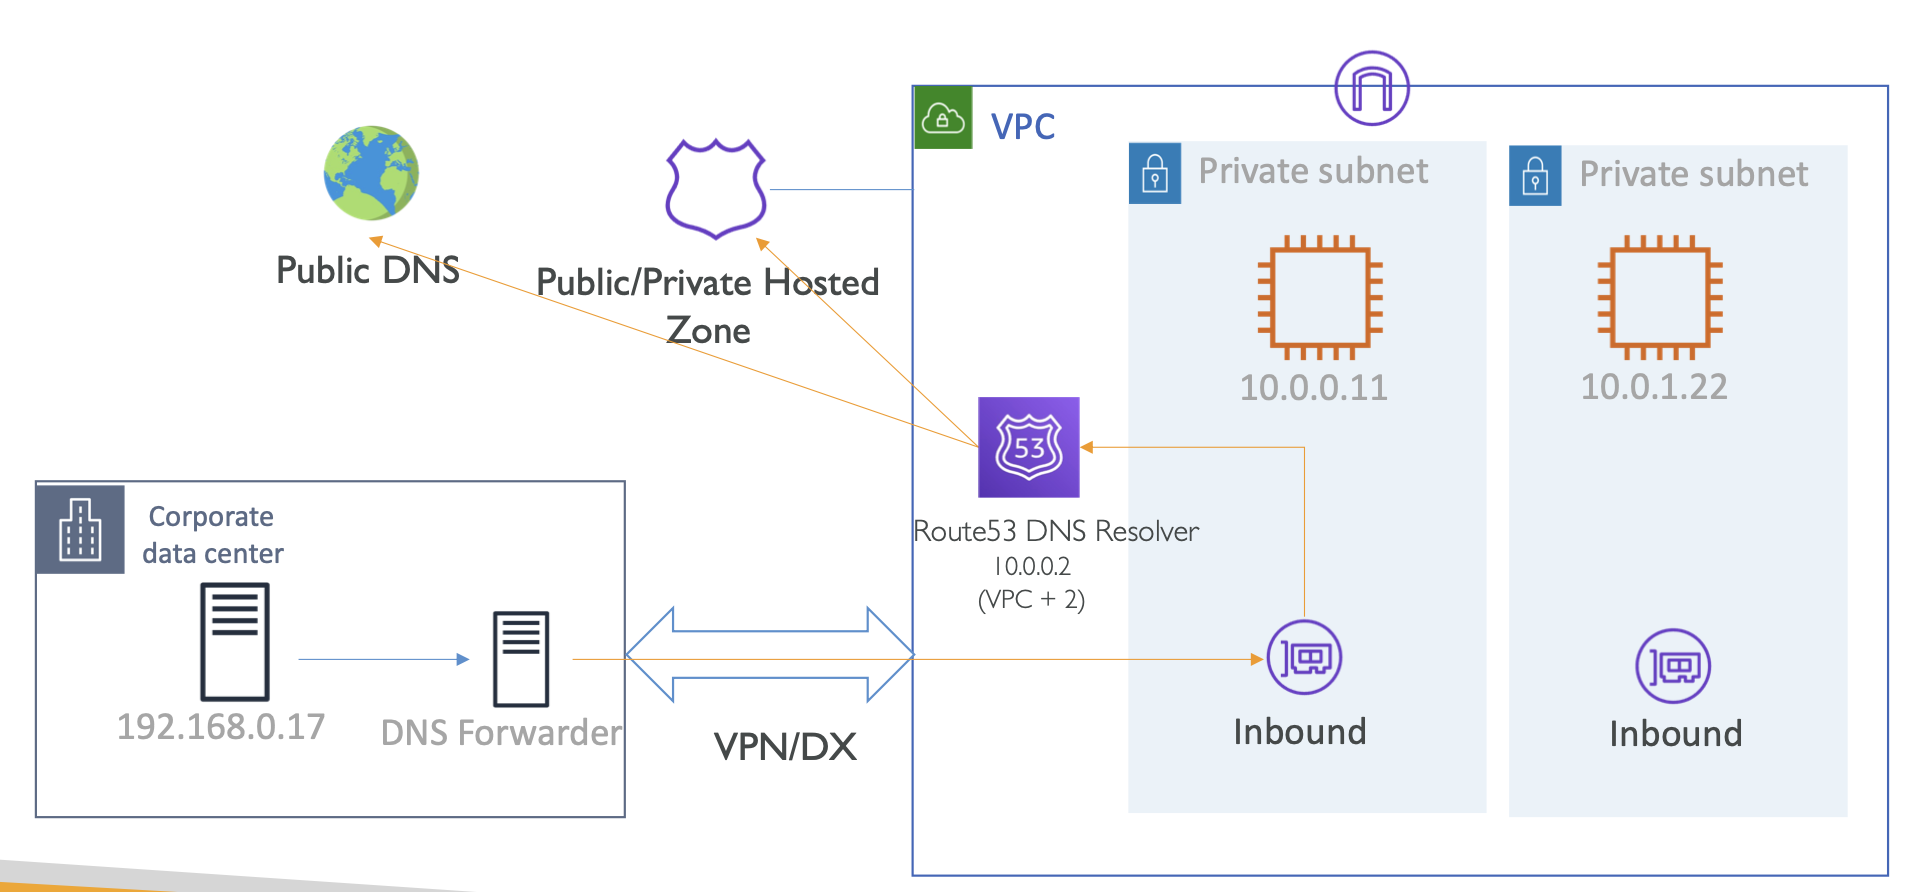 VPC
Private subnet
Private subnet
Public DNS
Public/Private Hosted
Zone
10.0.0.11
10.0.1.22
53
Route53 DNS Resolver
10.0.0.2
(VPC + 2)
Corporate
data center
192.168.0.17
DNS Forwarder
VPN/DX
Inbound
Inbound